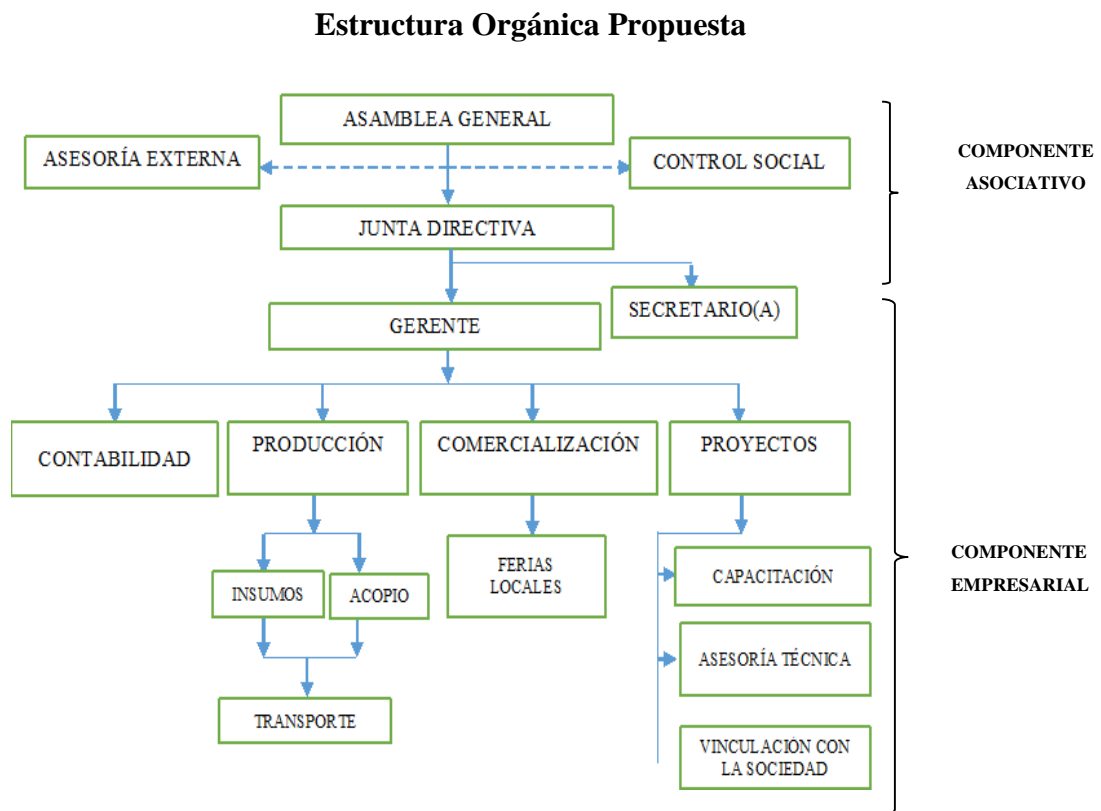 Estructura Orgánica Propuesta
ASAMBLEA GENERAL
ASESORÍA EXTERNA
CONTROL SOCIAL
COMPONENTE
ASOCIATIVO
JUNTA DIRECTIVA
SECRETARIO(A)
GERENTE
CONTABILIDAD
PRODUCCIÓN
COMERCIALIZACIÓN
PROYECTOS
INSUMOS
ACOPIO
FERIAS
LOCALES
CAPACITACIÓN
COMPONENTE
EMPRESARIAL
ASESORÍA TÉCNICA
TRANSPORTE
VINCULACIÓN CON
LA SOCIEDAD